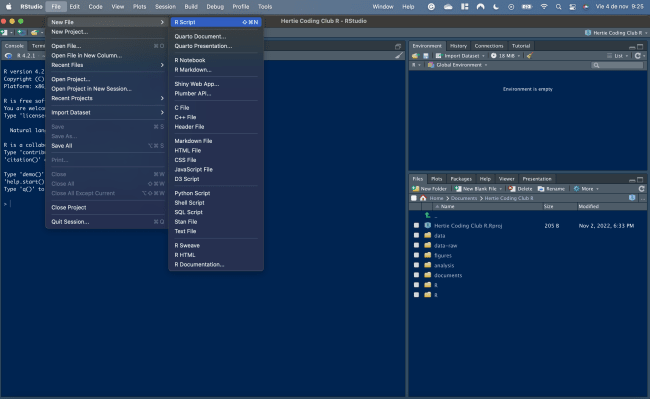 RStudio File Edit Code View Plots Session Build Debug Profile Tools Window Help Vie 4 de nov 9:25
Hertie Coding Club R - RStudio
Hertie Coding Club R
New File
New Project...
Open File... ⌘O
Open File in New Column...
Recent Files
Open Project...
Open Project in New Session...
Recent Projects
Import Dataset
Save ⌘S
Save As...
Save All ⌥⌘S
Print...
Close ⌘W
Close All ⇧⌘W
Close All Except Current ⌥⇧⌘W
Close Project
Quit Session... ⌘Q
R Script ⇧⌘N
Quarto Document...
Quarto Presentation...
R Notebook
R Markdown...
Shiny Web App...
Plumber API...
C File
C++ File
Header File
Markdown File
HTML File
CSS File
JavaScript File
D3 Script
Python Script
Shell Script
SQL Script
Stan File
Text File
R Sweave
R HTML
R Documentation...
Console Term
R 4.2.1
R version 4.2
Copyright (C)
Platform: x86
R is free sof
You are welco
Type 'licens
Natural lan
R is a collab
Type 'contrib
'citation()'
Type 'demo()'
'help.start()
Type 'q()' to
>
Environment History Connections Tutorial
Import Dataset 18 MiB List
R Global Environment
Environment is empty
Files Plots Packages Help Viewer Presentation
New Folder New Blank File Delete Rename More
Home Documents Hertie Coding Club R
Name Size Modified
..
Hertie Coding Club R.Rproj 205 B Nov 2, 2022, 6:33 PM
data
data-raw
figures
analysis
documents
R
R